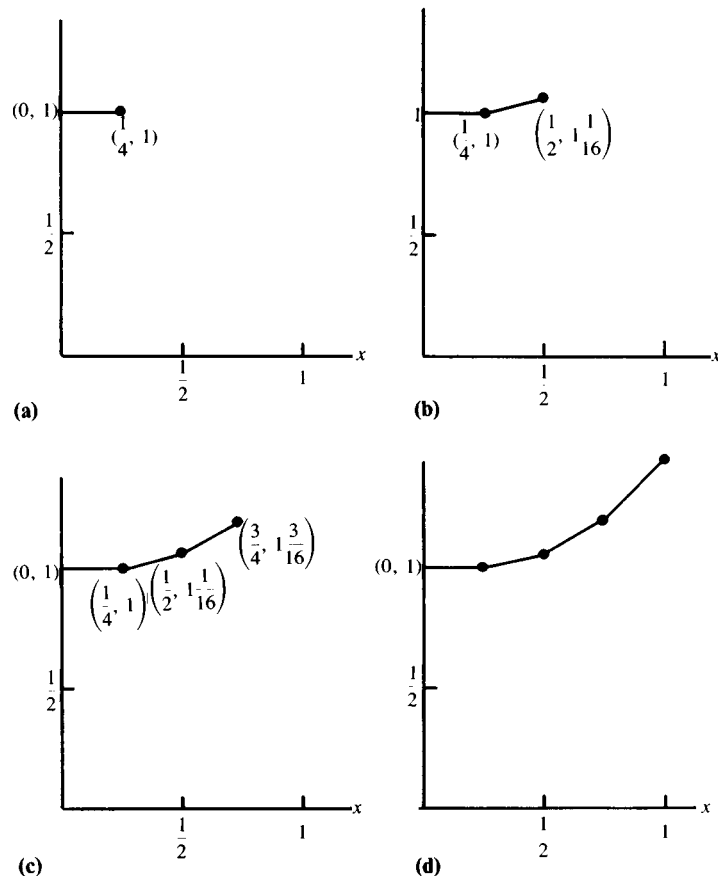 (0, 1)
(1/4, 1)
1/2
x
1/2
1
(a)
1
(1/4, 1)
(1/2, 1 1/16)
1/2
x
1/2
1
(b)
(0, 1)
(1/4, 1)
(1/2, 1 1/16)
(3/4, 1 3/16)
1/2
x
1/2
1
(c)
(0, 1)
1/2
x
1/2
1
(d)